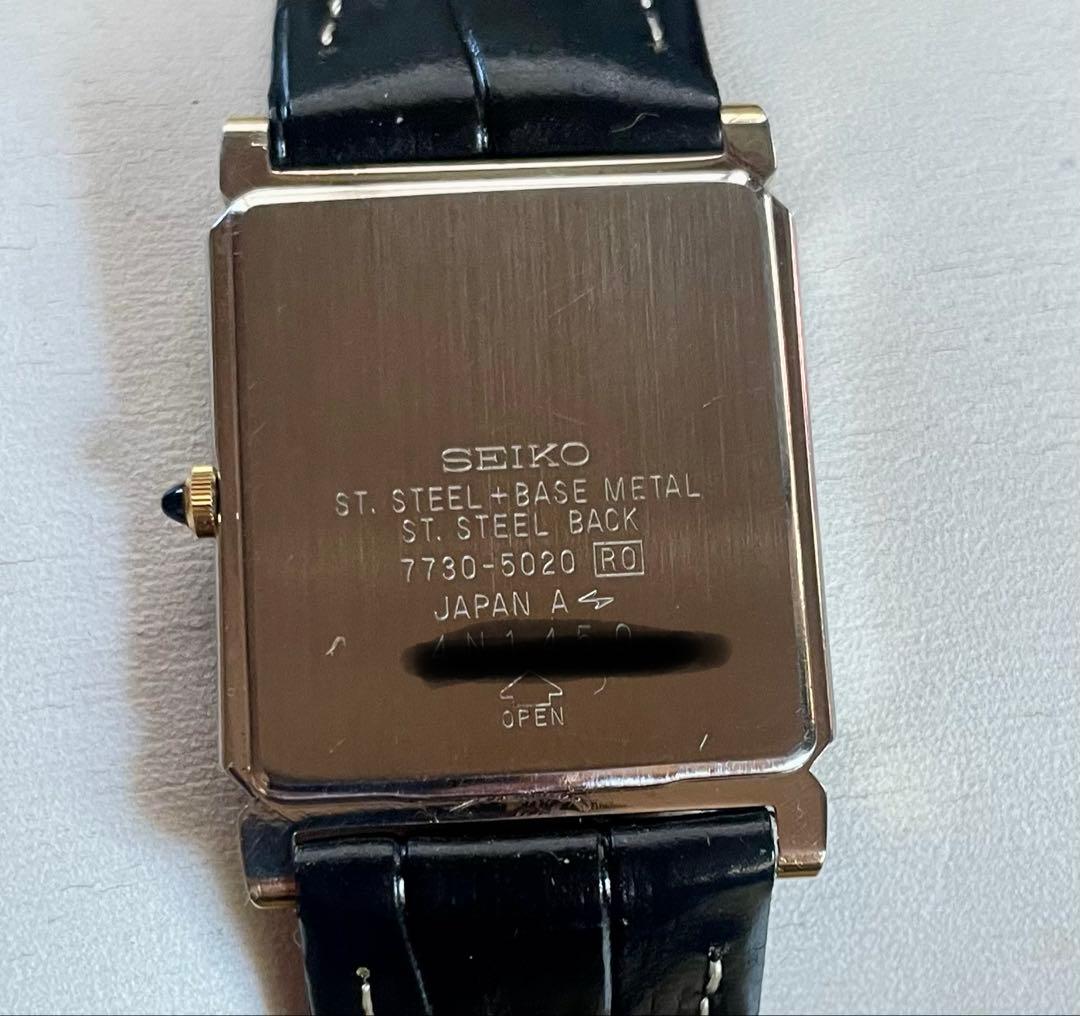 SEIKO
ST. STEEL+BASE METAL
ST. STEEL BACK
7730-5020 RO
JAPAN A
OPEN